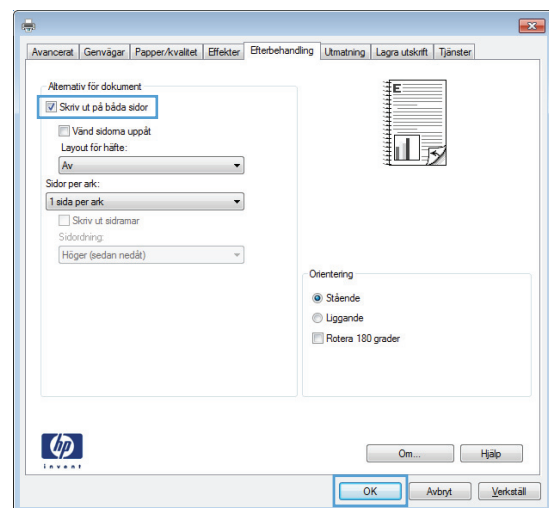 Avancerat Genvägar Papper/kvalitet Effekter Efterbehandling Utmatning Lagra utskrift Tjänster
Alternativ för dokument
Skriv ut på båda sidor
Vänd sidorna uppåt
Layout för häfte:
Av
Sidor per ark:
1 sida per ark
Skriv ut sidramar
Sidordning:
Höger (sedan nedåt)
E
Orientering
Stående
Liggande
Rotera 180 grader
hp
invent
Om... Hjälp
OK Avbryt Verkställ